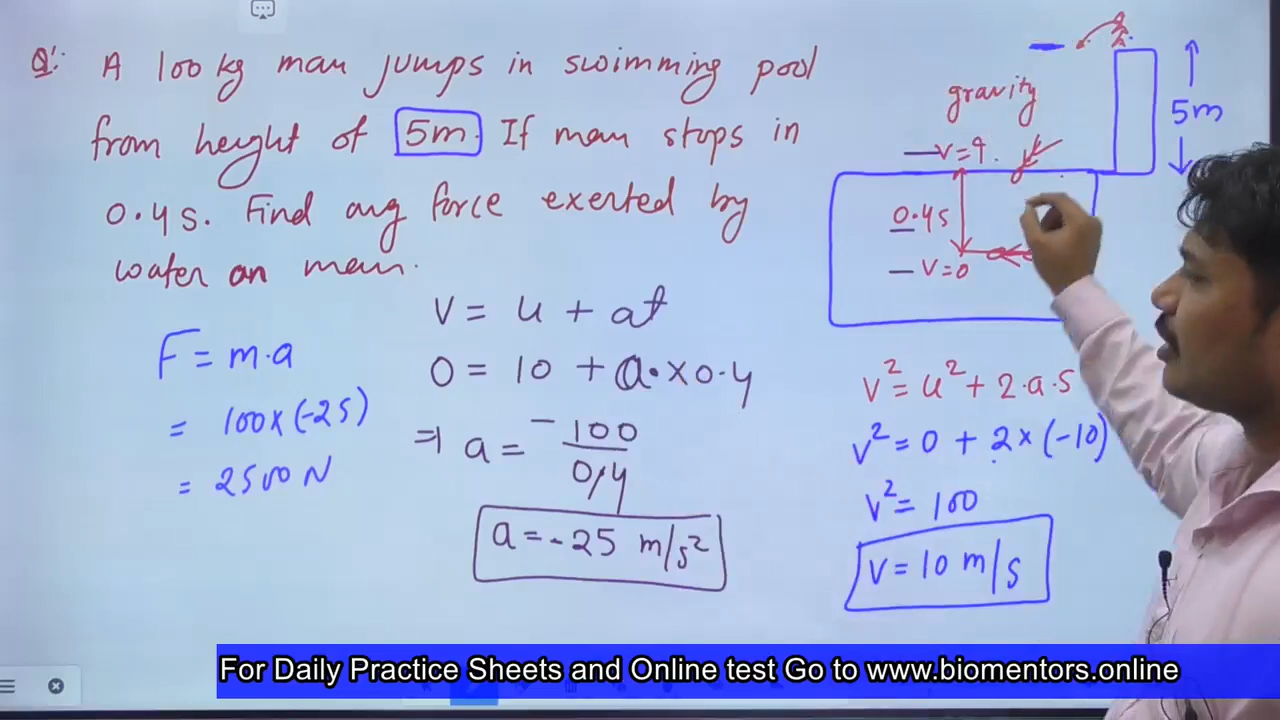 Q: A 100 kg man jumps in swimming pool
from height of 5m. If man stops in
0.4 s. Find avg force exerted by
water on man.
gravity
5m
V=?.
0.4s
V=0
F = m.a
= 100 x (-25)
= 2500 N
V = u + at
0 = 10 + a. x 0.4
⇒ a = -100/0.4
a = -25 m/s²
V² = u² + 2.a.s
V² = 0 + 2 x (-10)
V² = 100
V = 10 m/s
For Daily Practice Sheets and Online test Go to www.biomentors.online